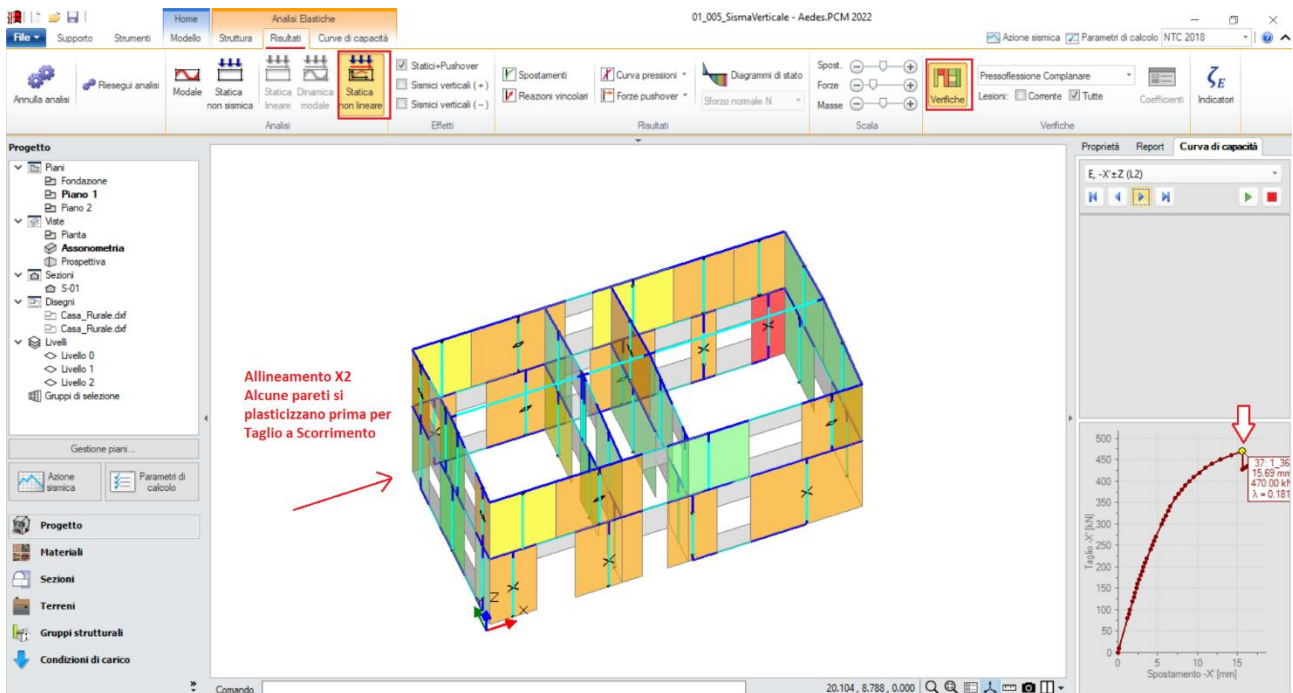 01_005_SismaVerticale - Aedes.PCM 2022
Home
Analisi Elastiche
File
Supporto
Strumenti
Modello
Struttura
Risultati
Curve di capacità
Azione sismica
Parametri di calcolo
NTC 2018
Annulla analisi
Riesegui analisi
Modale
Statica non sismica
Statica lineare
Dinamica modale
Statica non lineare
Analisi
Statici+Pushover
Sismici verticali (+)
Sismici verticali (−)
Effetti
Spostamenti
Reazioni vincolari
Curva pressioni
Forze pushover
Diagrammi di stato
Sforzo normale N
Risultati
Spost.
Forze
Masse
Scala
Verifiche
Pressoflessione Complanare
Lesioni:
Corrente
Tutte
Coefficienti
Verifiche
ζE
Indicatori
Progetto
Piani
Fondazione
Piano 1
Piano 2
Viste
Pianta
Assonometria
Prospettiva
Sezioni
S-01
Disegni
Casa_Rurale.dxf
Casa_Rurale.dxf
Livelli
Livello 0
Livello 1
Livello 2
Gruppi di selezione
Gestione piani...
Azione sismica
Parametri di calcolo
Progetto
Materiali
Sezioni
Terreni
Gruppi strutturali
Condizioni di carico
Allineamento X2
Alcune pareti si
plasticizzano prima per
Taglio a Scorrimento
Z
X
Comando
20.104 , 8.788 , 0.000
Proprietà
Report
Curva di capacità
E, -X'±Z (L2)
500
450
400
350
300
250
200
150
100
50
0
Taglio -X' [kN]
0
5
10
15
Spostamento -X' [mm]
37: 1_36
15.69 mm
470.00 kN
λ = 0.181